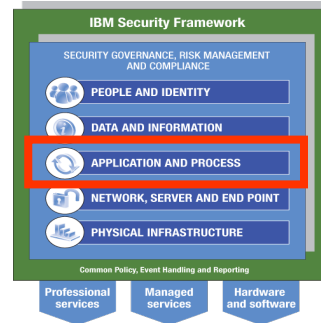 IBM Security Framework
SECURITY GOVERNANCE, RISK MANAGEMENT
AND COMPLIANCE
PEOPLE AND IDENTITY
DATA AND INFORMATION
APPLICATION AND PROCESS
NETWORK, SERVER AND END POINT
PHYSICAL INFRASTRUCTURE
Common Policy, Event Handling and Reporting
Professional
services
Managed
services
Hardware
and software